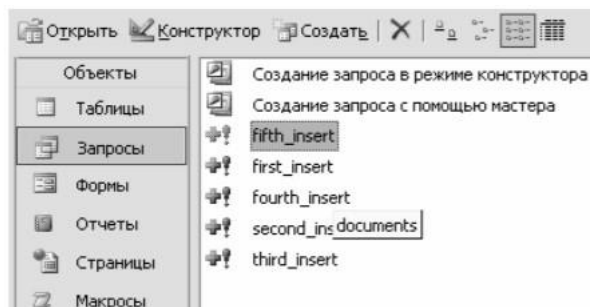 Открыть Конструктор Создать
Объекты
Таблицы
Запросы
Формы
Отчеты
Страницы
Макросы
Создание запроса в режиме конструктора
Создание запроса с помощью мастера
fifth_insert
first_insert
fourth_insert
second_ins documents
third_insert